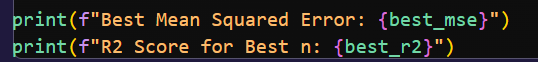 print(f"Best Mean Squared Error: {best_mse}")
print(f"R2 Score for Best n: {best_r2}")